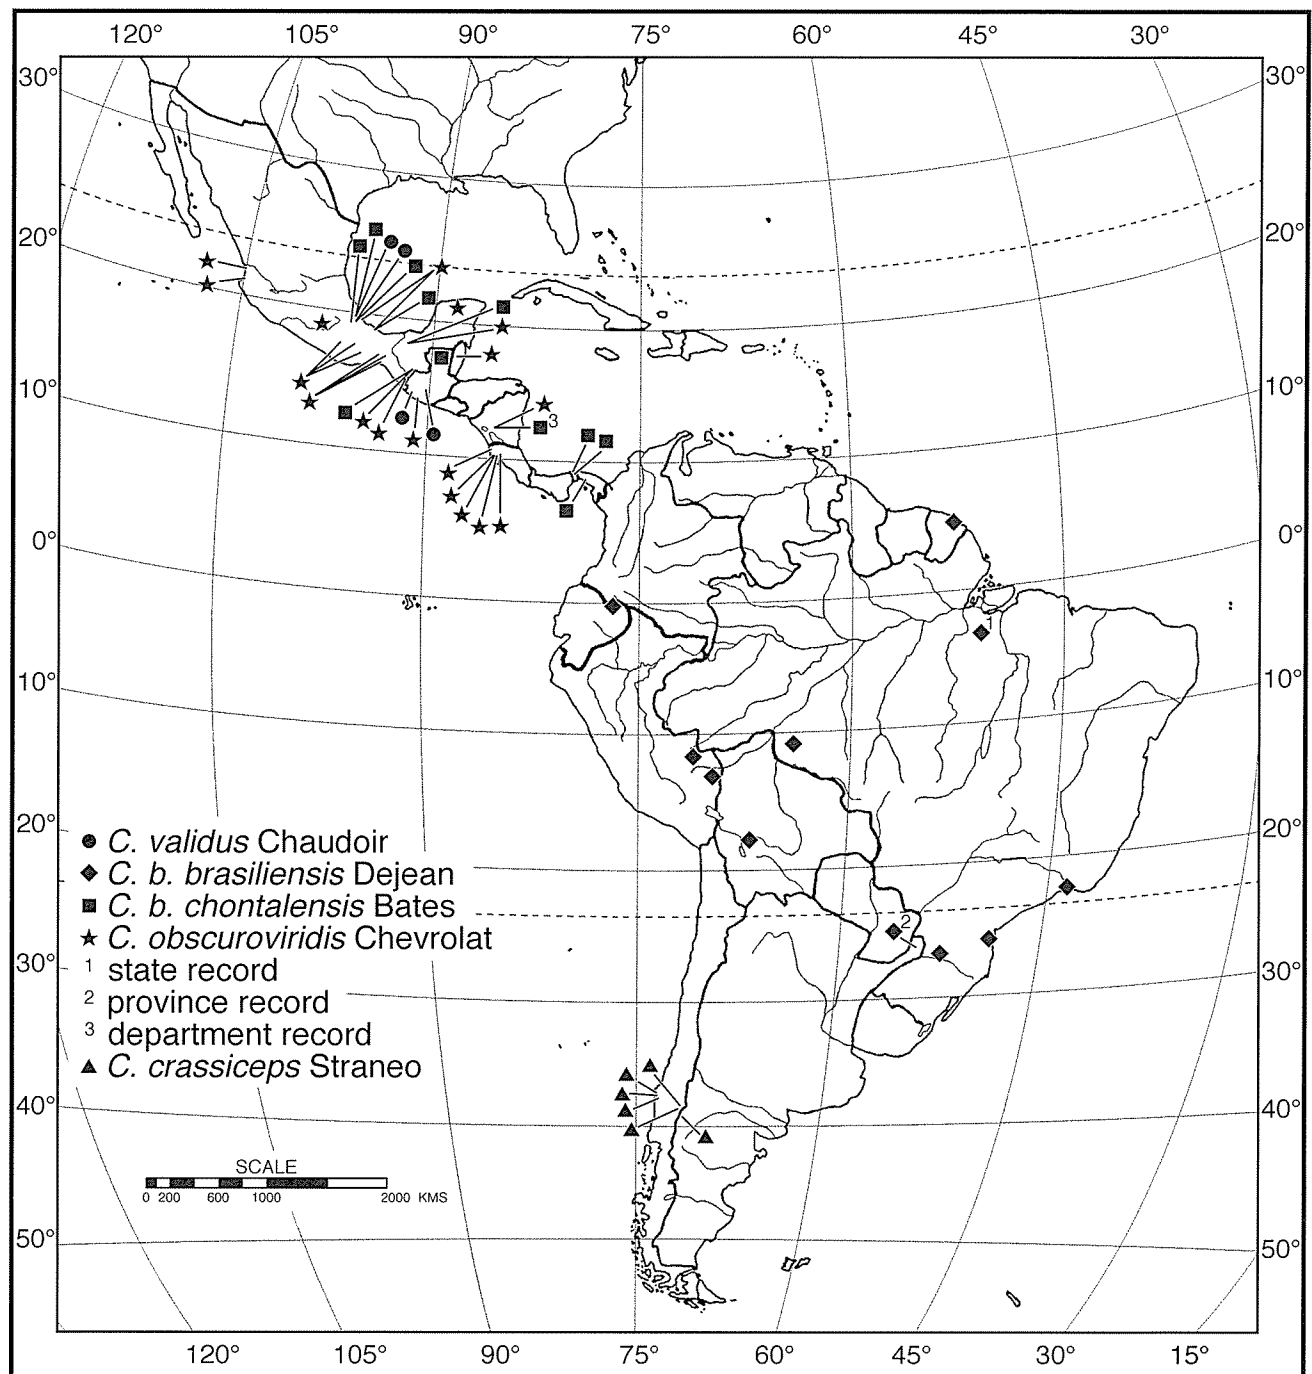 120° 105° 90° 75° 60° 45° 30°
30° 30°
20° 20°
10° 10°
3
0° 0°
1
10° 10°
20° 20°
C. validus Chaudoir
C. b. brasiliensis Dejean
C. b. chontalensis Bates
2
C. obscuroviridis Chevrolat
30° 30°
1 state record
2 province record
3 department record
C. crassiceps Straneo
40° 40°
SCALE
0 200 600 1000 2000 KMS
50° 50°
120° 105° 90° 75° 60° 45° 30° 15°